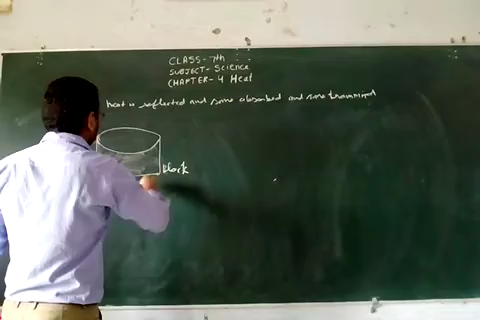 CLASS-7th
SUBJECT- Science
CHAPTER-4 Heat
heat is reflected and some absorbed and some transmitted
black